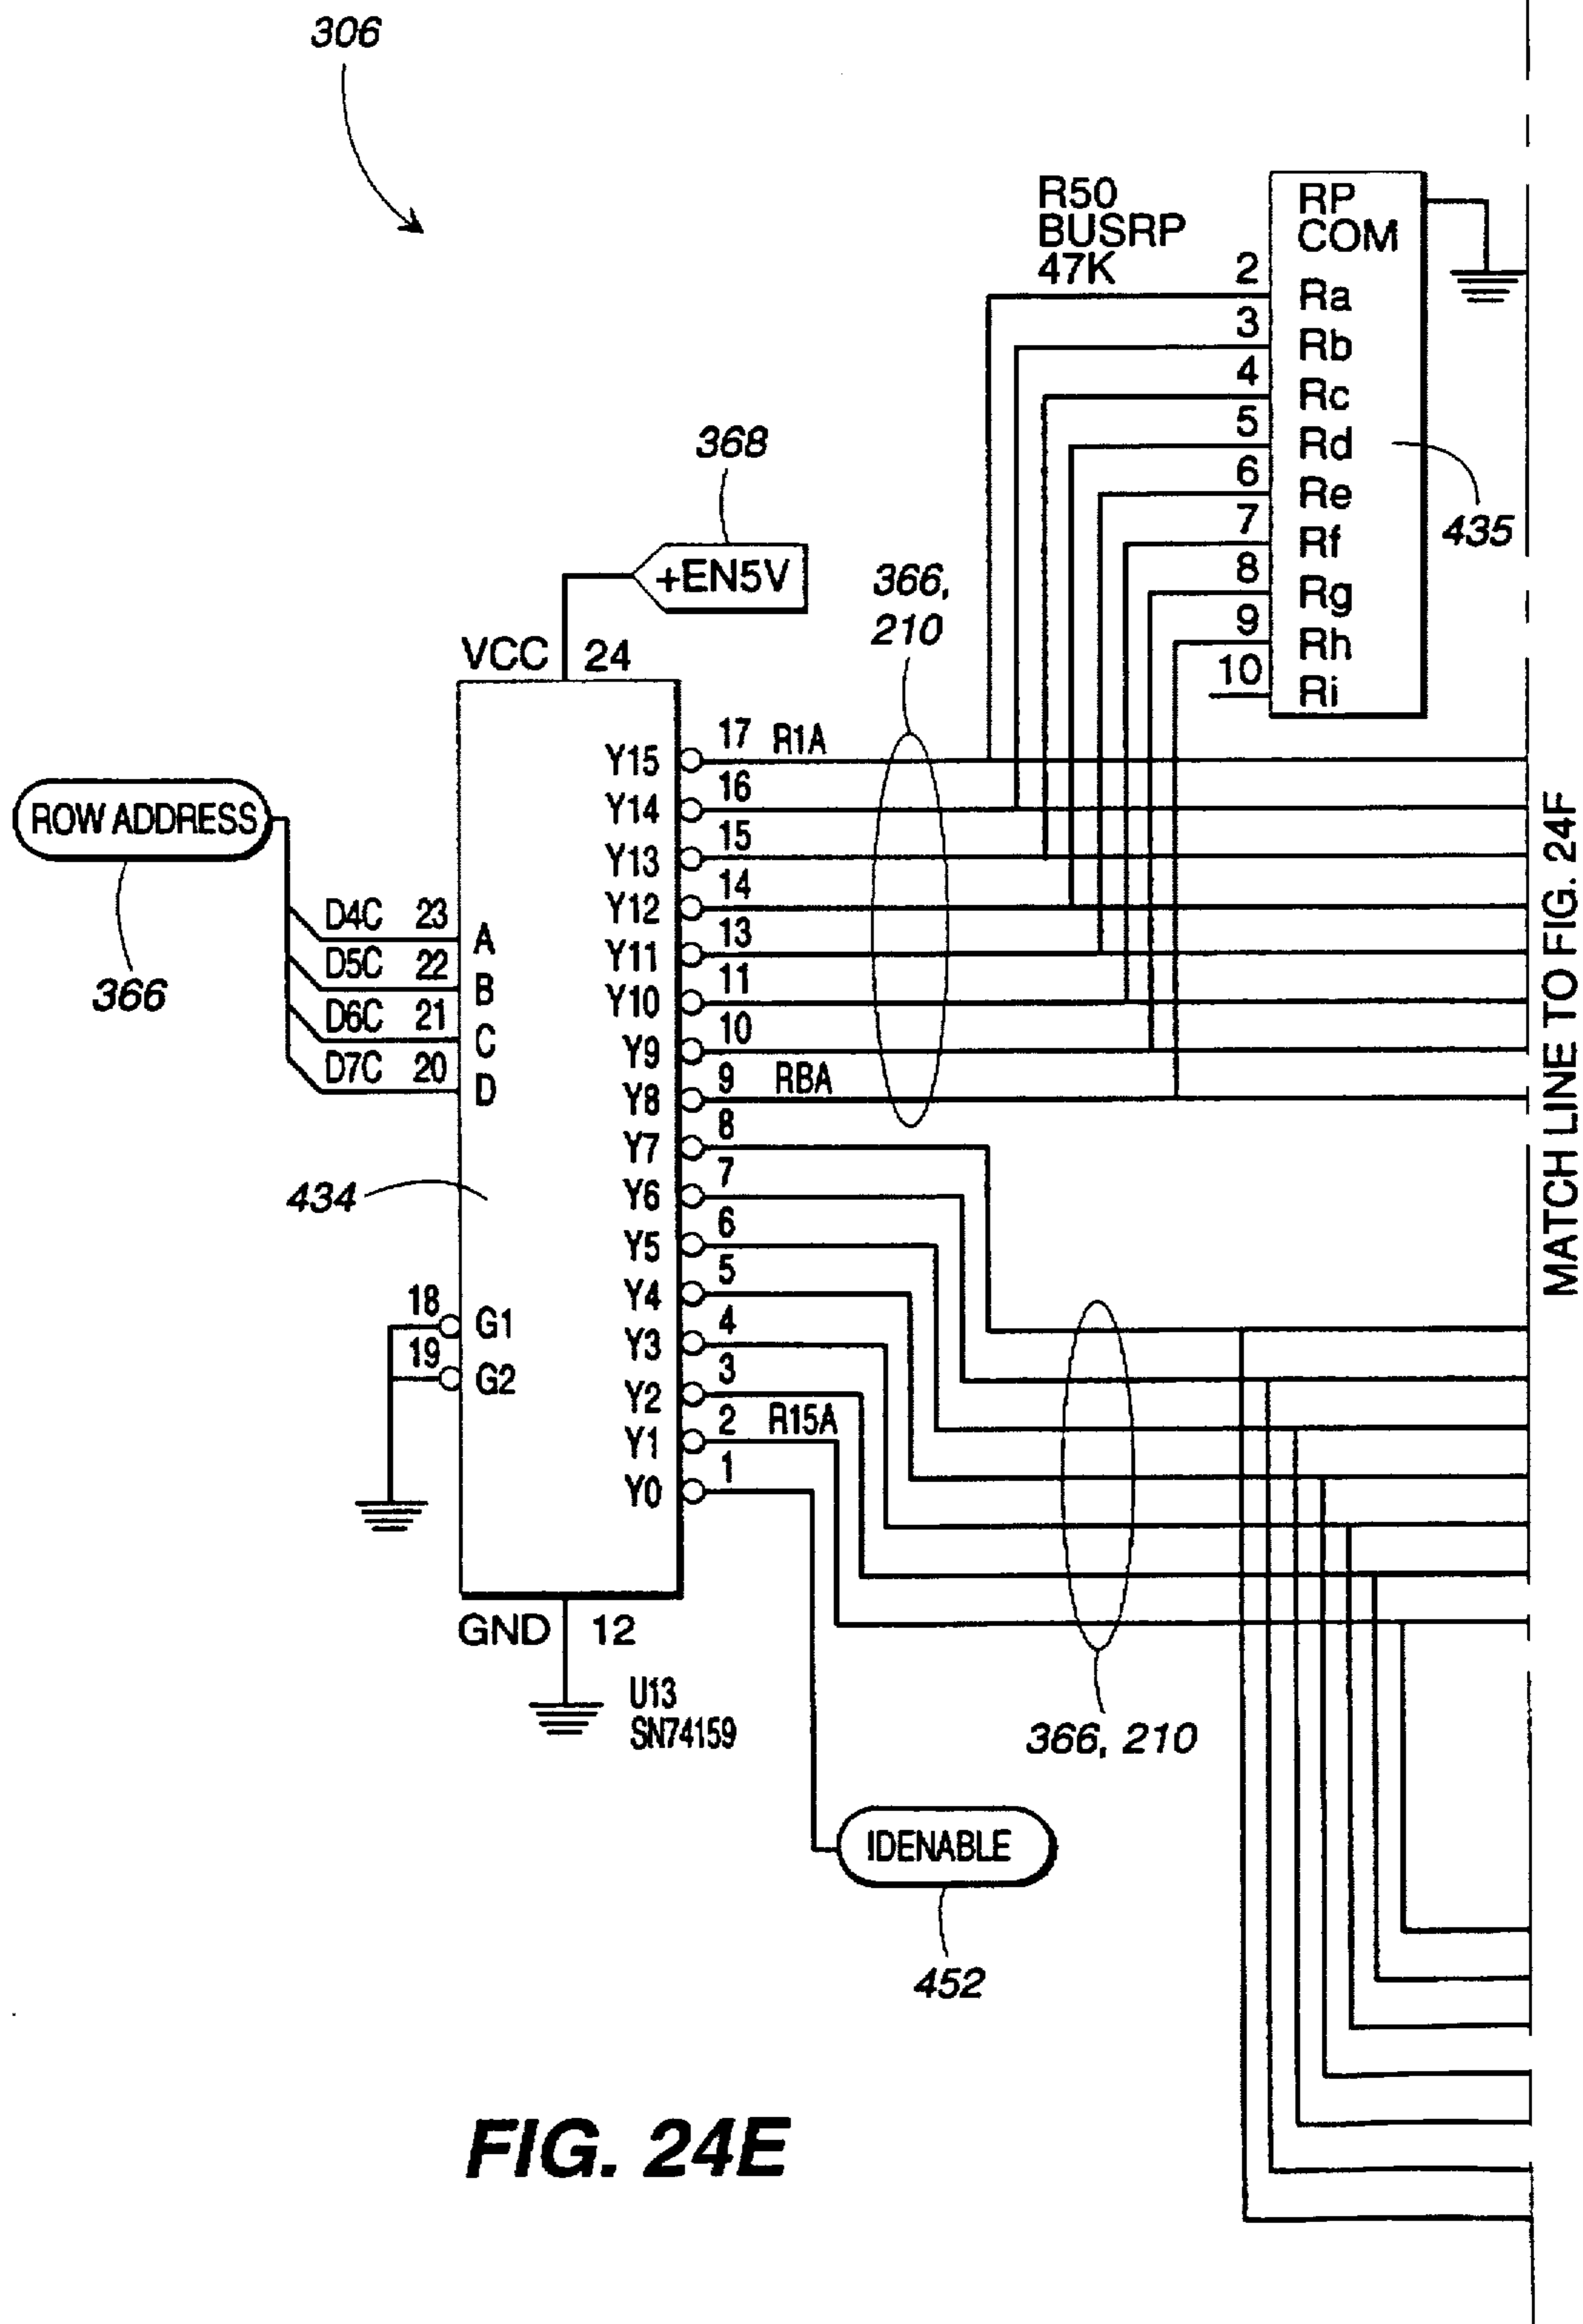 306
R50
BUSRP
47K
RP
COM
2 Ra
3 Rb
4 Rc
5 Rd
6 Re
7 Rf
8 Rg
9 Rh
10 Ri
435
368
+EN5V
366,
210
VCC 24
ROW ADDRESS
366
D4C 23 A
D5C 22 B
D6C 21 C
D7C 20 D
434
18 G1
19 G2
Y15 17 R1A
Y14 16
Y13 15
Y12 14
Y11 13
Y10 11
Y9 10
Y8 9 RBA
Y7 8
Y6 7
Y5 6
Y4 5
Y3 4
Y2 3
Y1 2 R15A
Y0 1
GND 12
U13
SN74159
366, 210
IDENABLE
452
MATCH LINE TO FIG. 24F
FIG. 24E